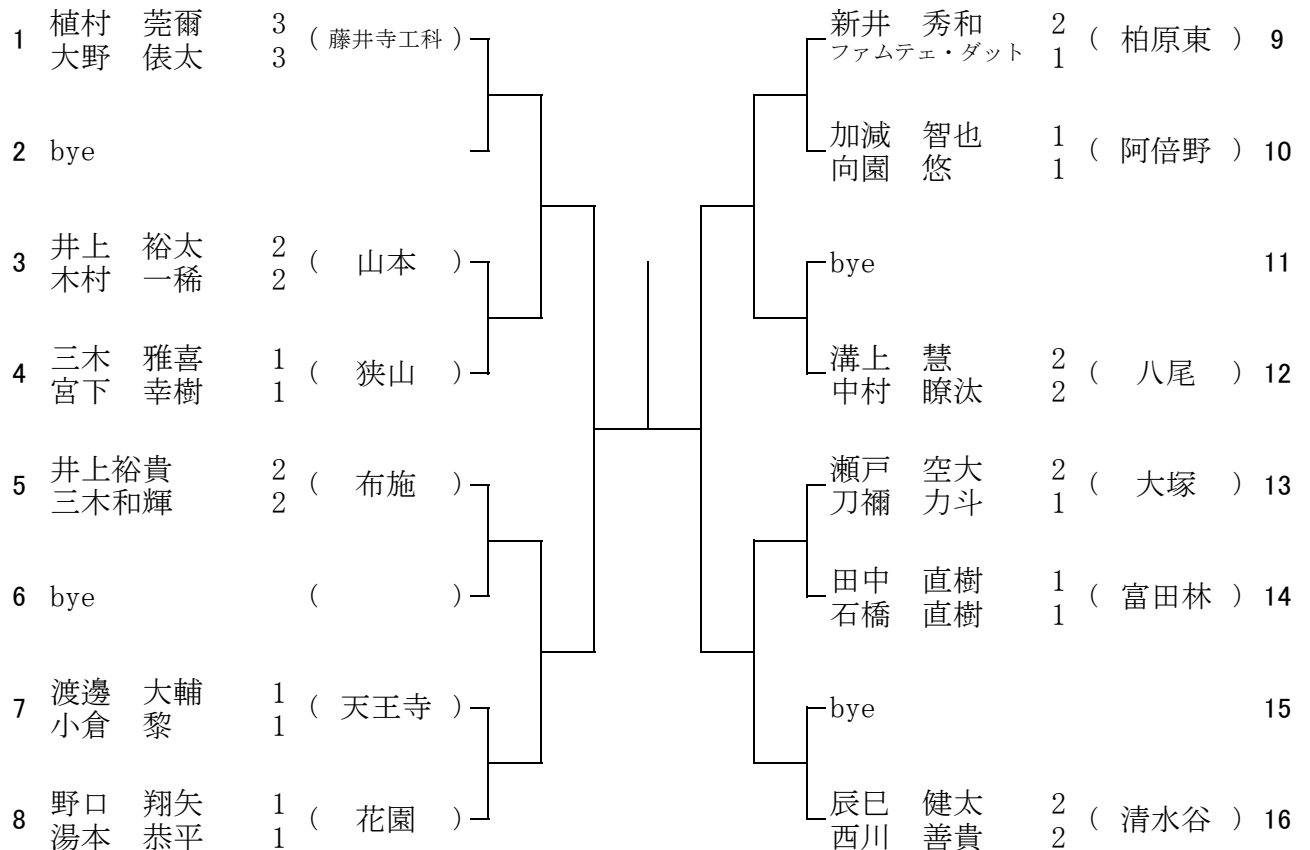 1 植村　莞爾 3 ( 藤井寺工科 )
大野　俵太 3
2 bye
3 井上　裕太 2 ( 山本 )
木村　一稀 2
4 三木　雅喜 1 ( 狭山 )
宮下　幸樹 1
5 井上裕貴 2 ( 布施 )
三木和輝 2
6 bye ( )
7 渡邊　大輔 1 ( 天王寺 )
小倉　黎 1
8 野口　翔矢 1 ( 花園 )
湯本　恭平 1
新井　秀和 2 ( 柏原東 ) 9
ファムテェ・ダット 1
加減　智也 1 ( 阿倍野 ) 10
向園　悠 1
bye 11
溝上　慧 2 ( 八尾 ) 12
中村　瞭汰 2
瀬戸　空大 2 ( 大塚 ) 13
刀禰　力斗 1
田中　直樹 1 ( 富田林 ) 14
石橋　直樹 1
bye 15
辰巳　健太 2 ( 清水谷 ) 16
西川　善貴 2